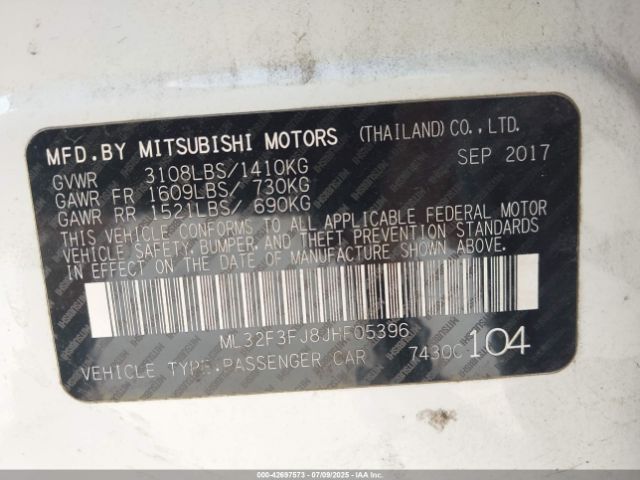 MFD.BY MITSUBISHI MOTORS (THAILAND) CO., LTD.
GVWR 3108LBS/1410KG SEP 2017
GAWR FR 1609LBS/ 730KG
GAWR RR 1521LBS/ 690KG
THIS VEHICLE CONFORMS TO ALL APPLICABLE FEDERAL MOTOR
VEHICLE SAFETY, BUMPER, AND THEFT PREVENTION STANDARDS
IN EFFECT ON THE DATE OF MANUFACTURE SHOWN ABOVE.
ML32F3FJ8JHF05396
VEHICLE TYPE.PASSENGER CAR 7430C 104
000-42697573 - 07/09/2025 - IAAI.COM